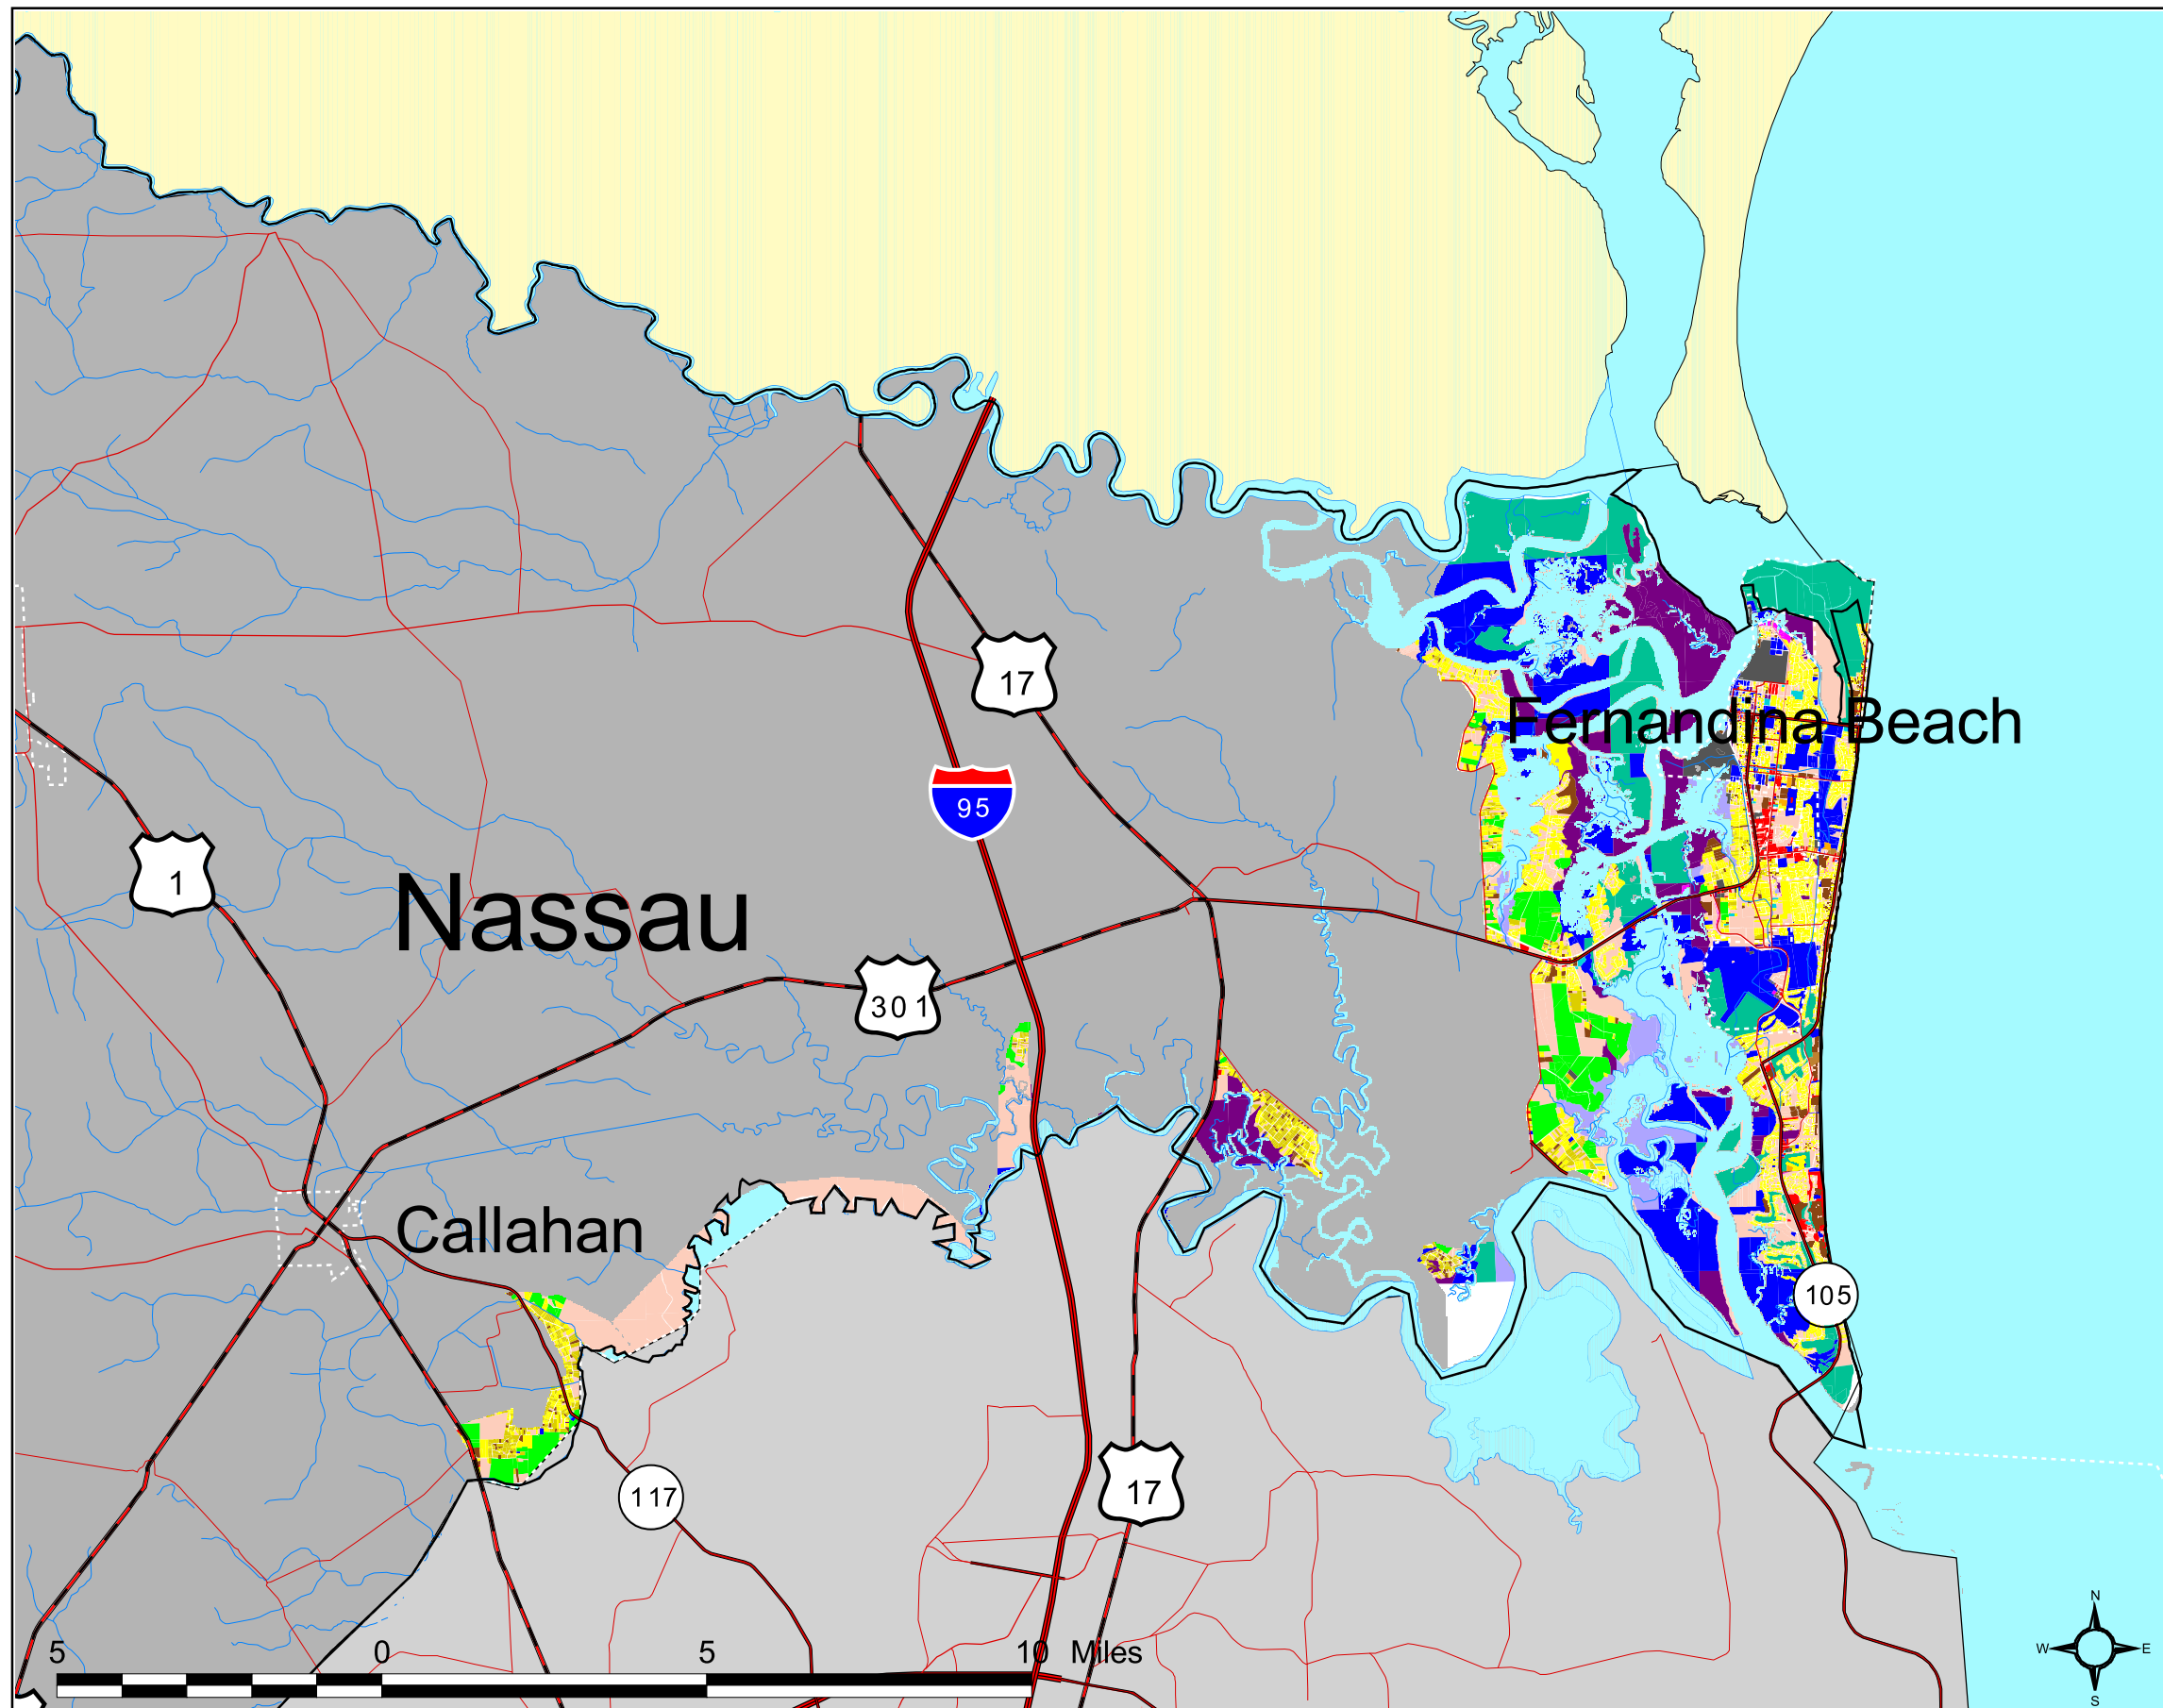 17
Fernandina Beach
95
1
Nassau
301
Callahan
105
17
117
5 0 5 10 Miles
N
W E
S